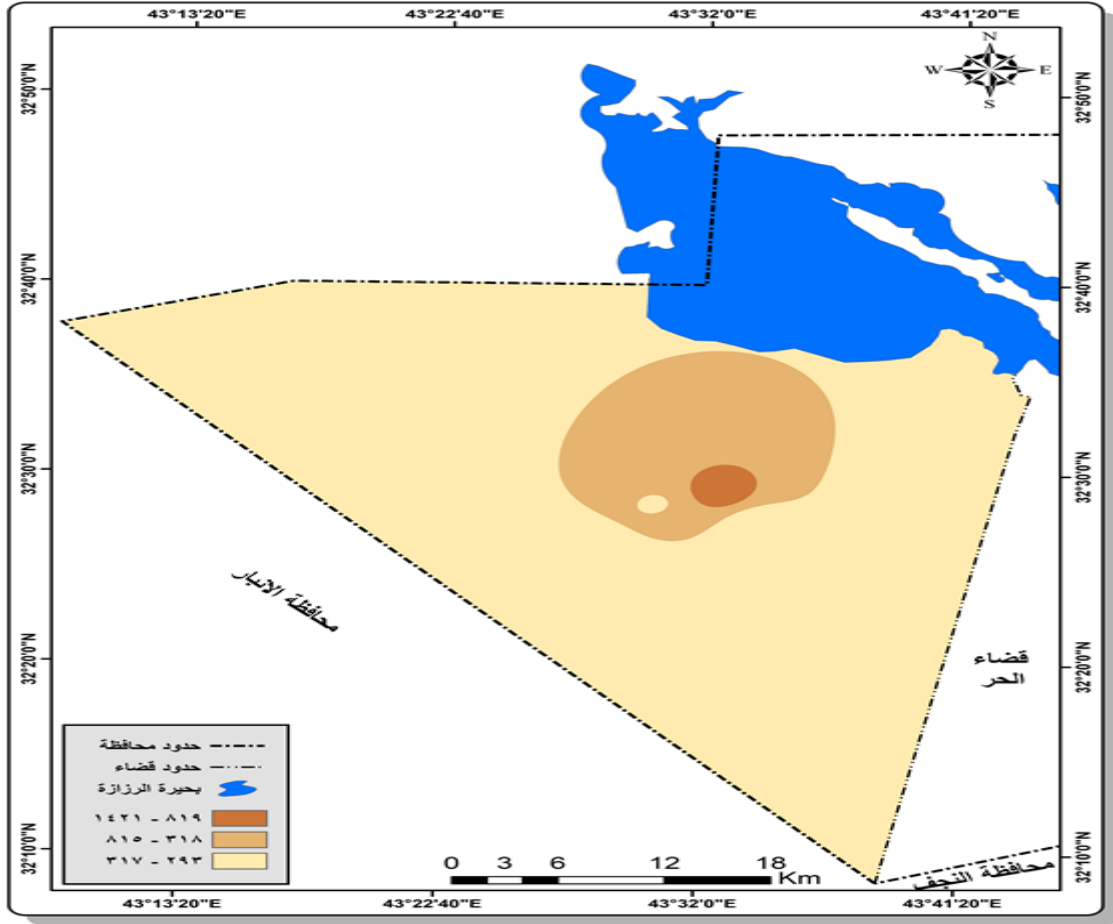 43°13'20"E 43°22'40"E 43°32'0"E 43°41'20"E
N
W E
S
32°50'0"N 32°50'0"N
32°40'0"N 32°40'0"N
32°30'0"N 32°30'0"N
محافظة الانبار
32°20'0"N 32°20'0"N
قضاء
الحر
حدود محافظة
حدود قضاء
بحيرة الرزازة
٨١٩ - ١٤٢١
٣١٨ - ٨١٥
٢٩٣ - ٣١٧
32°10'0"N 32°10'0"N
0 3 6 12 18
Km
محافظة النجف
43°13'20"E 43°22'40"E 43°32'0"E 43°41'20"E